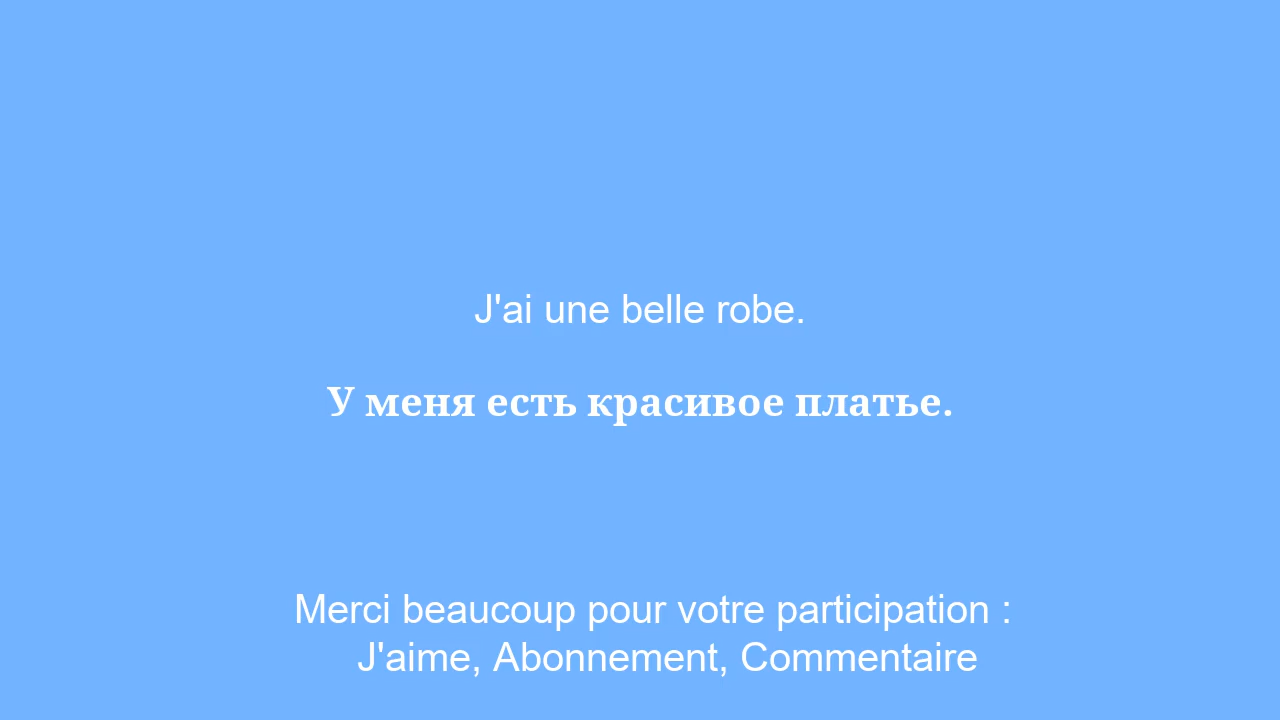 J'ai une belle robe.
У меня есть красивое платье.
Merci beaucoup pour votre participation :
J'aime, Abonnement, Commentaire